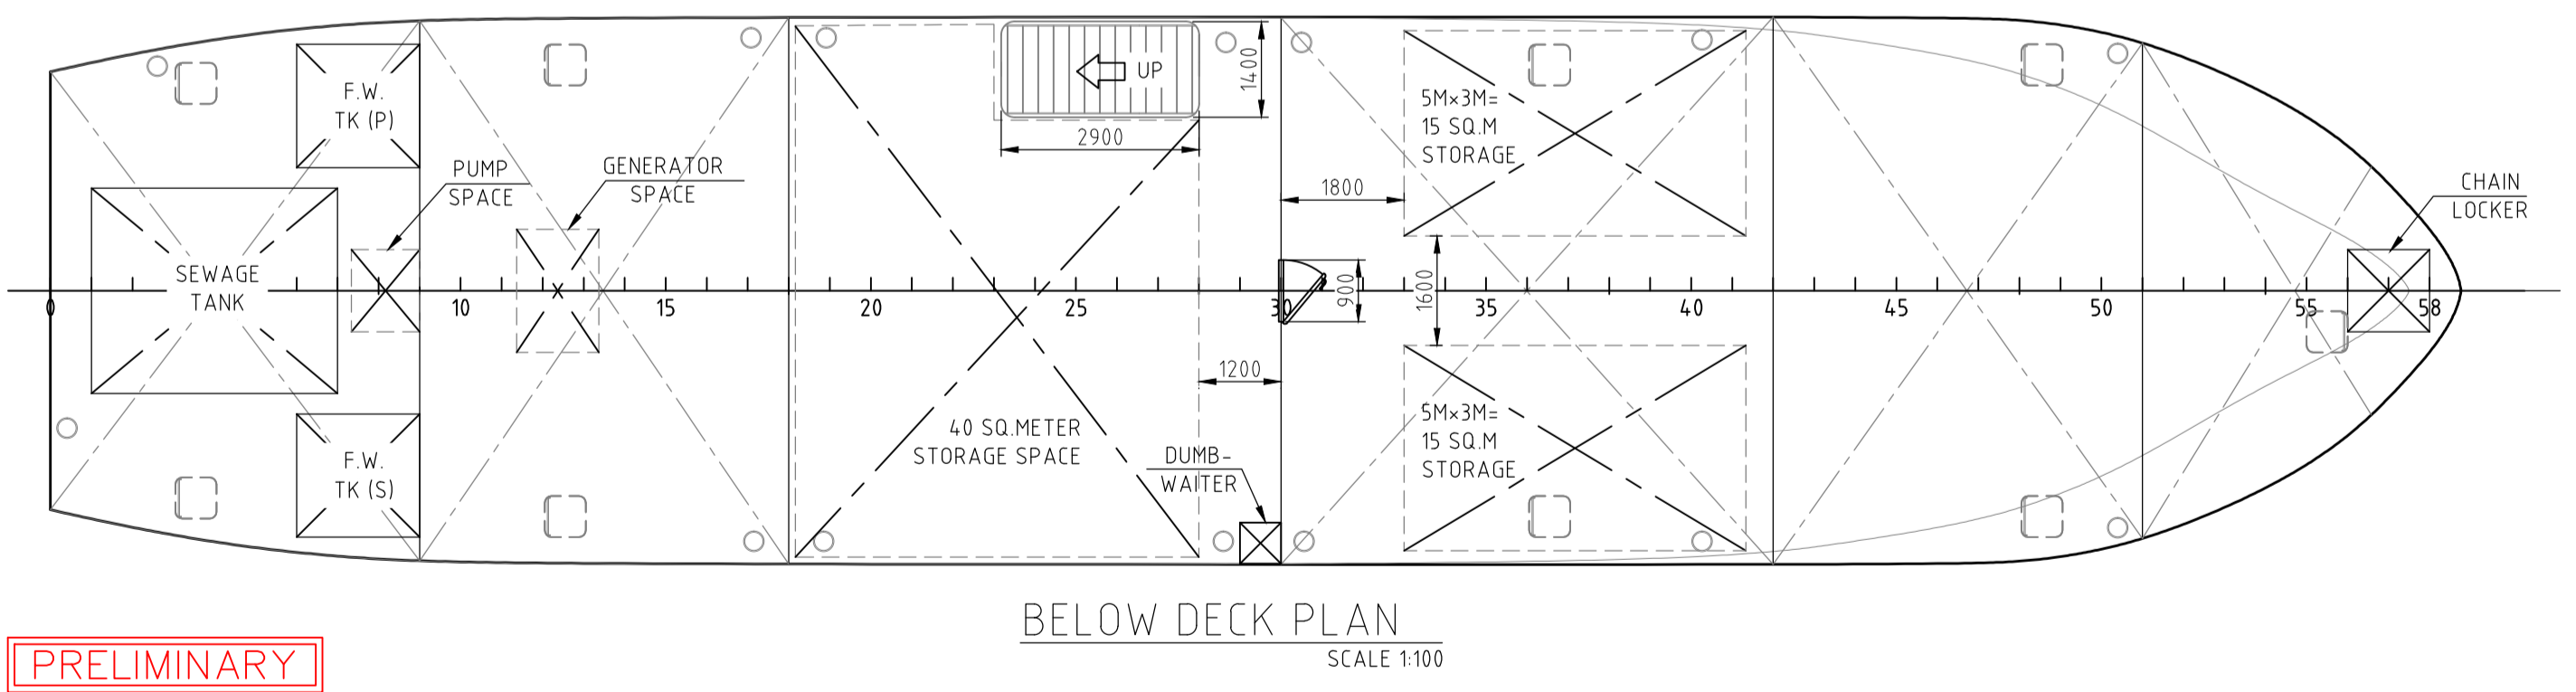 F.W.
TK (P)
PUMP
SPACE
GENERATOR
SPACE
SEWAGE
TANK
F.W.
TK (S)
UP
1400
2900
40 SQ.METER
STORAGE SPACE
DUMB-
WAITER
1200
1800
900
1600
5M×3M=
15 SQ.M
STORAGE
5M×3M=
15 SQ.M
STORAGE
CHAIN
LOCKER
0 10 15 20 25 30 35 40 45 50 55 58
BELOW DECK PLAN
SCALE 1:100
PRELIMINARY